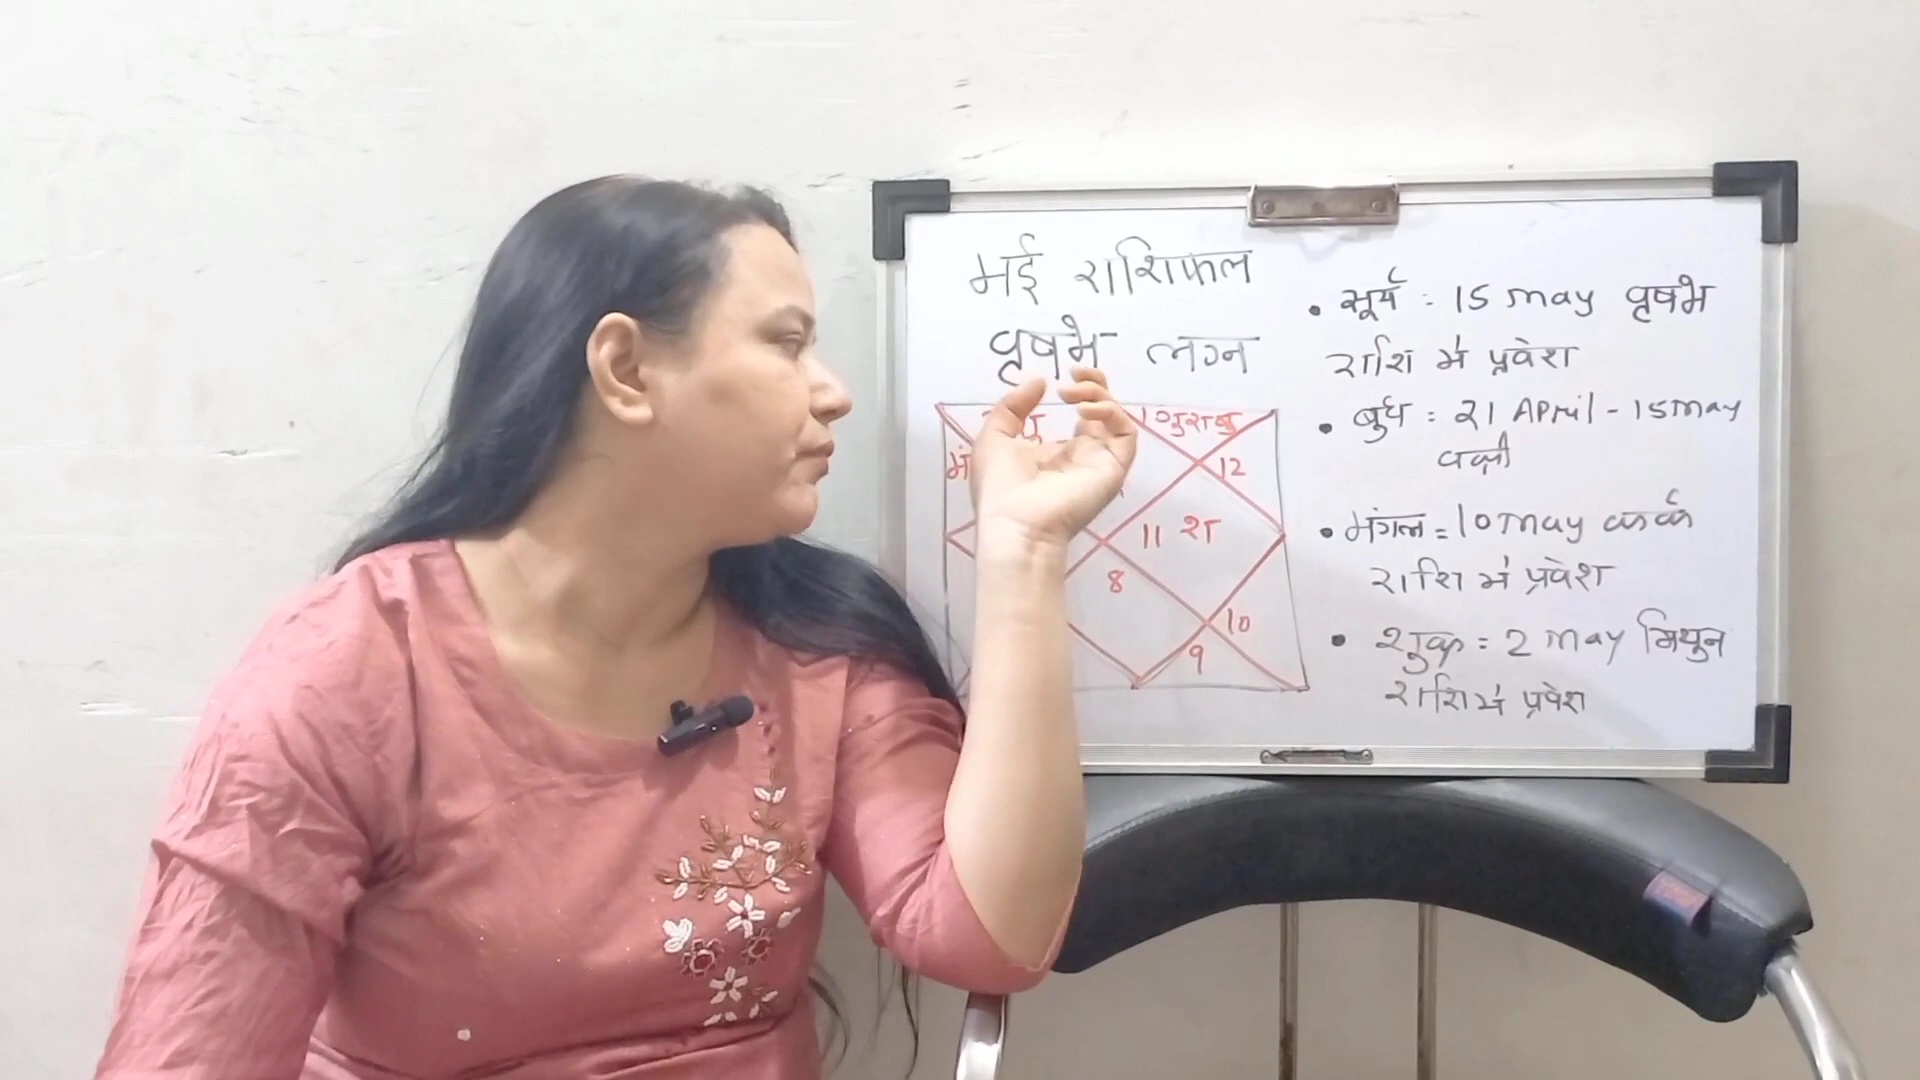 मई राशिफल
वृषभ लग्न
शु
मं
12
11 श
8
10
9
• सूर्य : 15 may वृषभ
राशि में प्रवेश
• बुध : 21 April - 15 may
वक्री
• मंगल = 10 may कर्क
राशि में प्रवेश
• शुक्र = 2 may मिथुन
राशि में प्रवेश